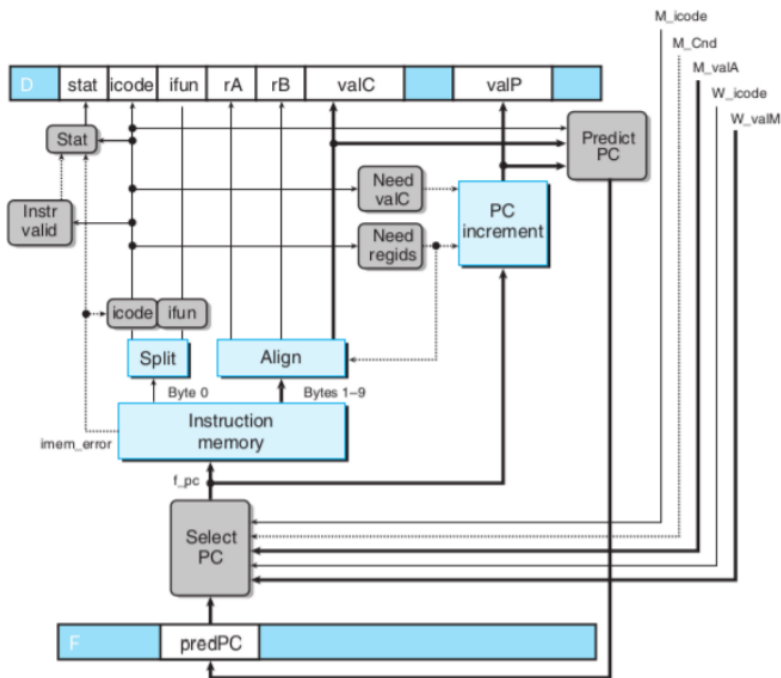 M_icode
M_Cnd
M_valA
W_icode
W_valM
D stat icode ifun rA rB valC valP
Stat
Predict
PC
Need
valC
Instr
valid
PC
increment
Need
regids
icode ifun
Split
Align
Byte 0
Bytes 1–9
Instruction
memory
imem_error
f_pc
Select
PC
F predPC